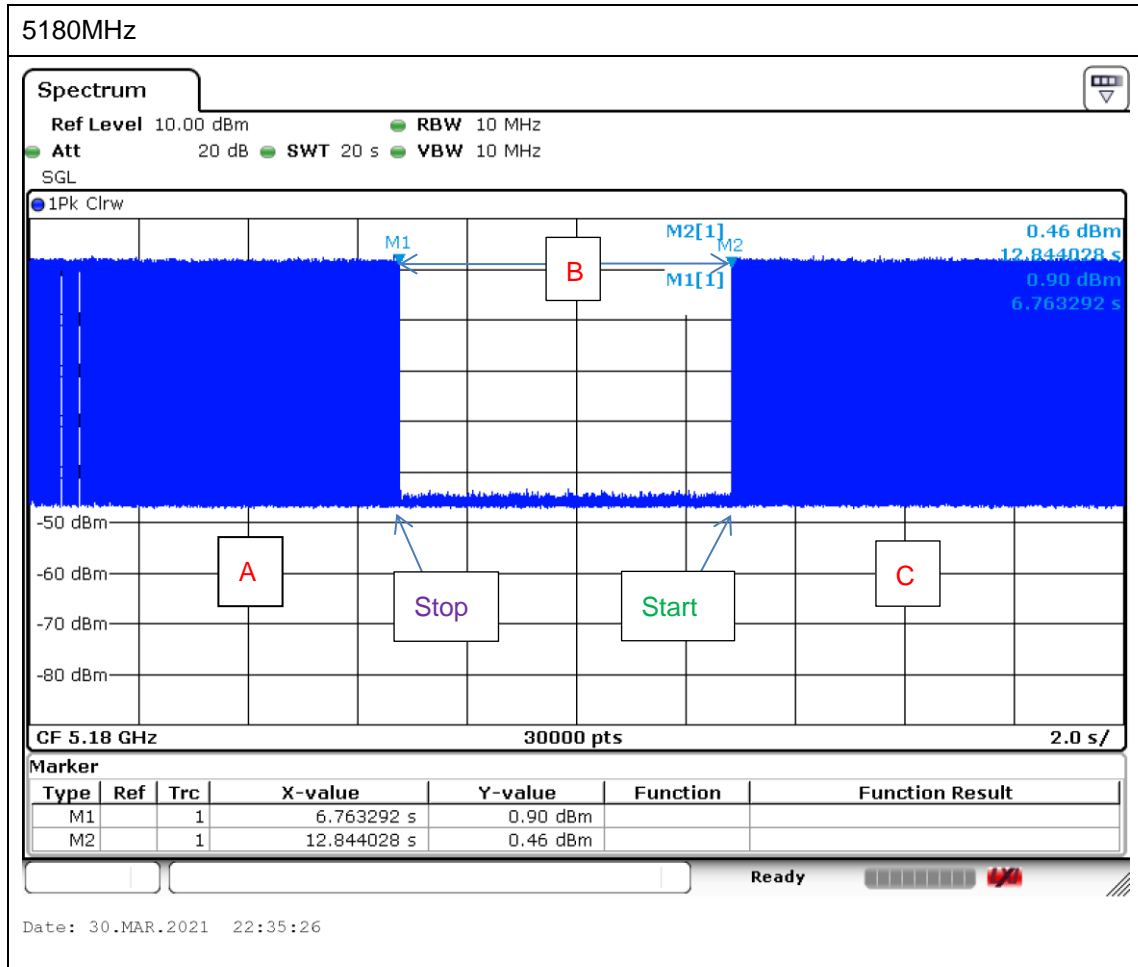 5180MHz
Spectrum
Ref Level 10.00 dBm RBW 10 MHz
Att 20 dB SWT 20 s VBW 10 MHz
SGL
1Pk Clrw
M2[1] 0.46 dBm
M1 M2
12.844028 s
B
M1[1] 0.90 dBm
6.763292 s
-50 dBm
-60 dBm
A
C
Stop
Start
-70 dBm
-80 dBm
CF 5.18 GHz 30000 pts 2.0 s/
Marker
Type Ref Trc X-value Y-value Function Function Result
M1 1 6.763292 s 0.90 dBm
M2 1 12.844028 s 0.46 dBm
Ready
Date: 30.MAR.2021 22:35:26